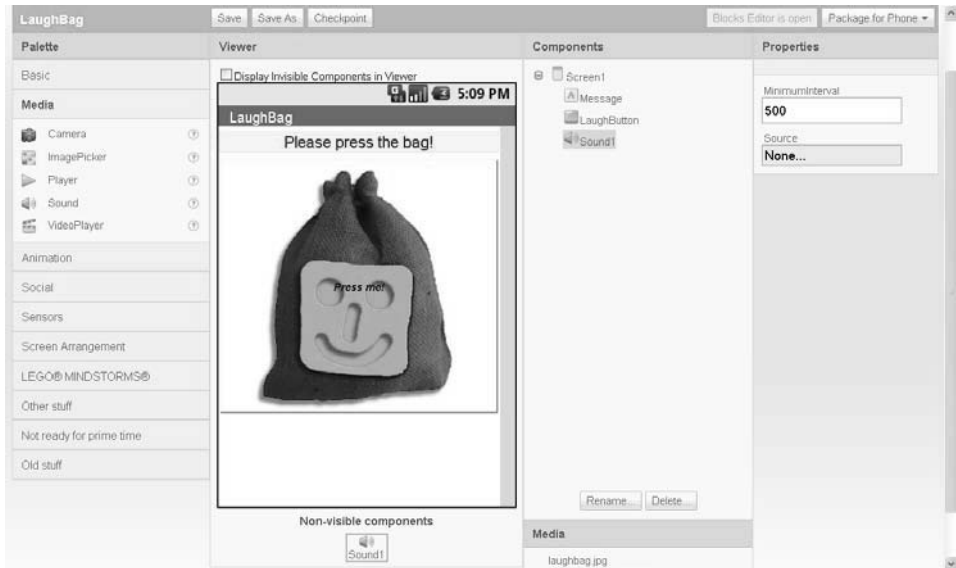 LaughBag
Save
Save As
Checkpoint
Blocks Editor is open
Package for Phone
Palette
Basic
Media
Camera
ImagePicker
Player
Sound
VideoPlayer
Animation
Social
Sensors
Screen Arrangement
LEGO® MINDSTORMS®
Other stuff
Not ready for prime time
Old stuff
Viewer
Display Invisible Components in Viewer
5:09 PM
LaughBag
Please press the bag!
Press me!
Non-visible components
Sound1
Components
Screen1
Message
LaughButton
Sound1
Rename...
Delete...
Media
laughbag.jpg
Properties
MinimumInterval
500
Source
None...